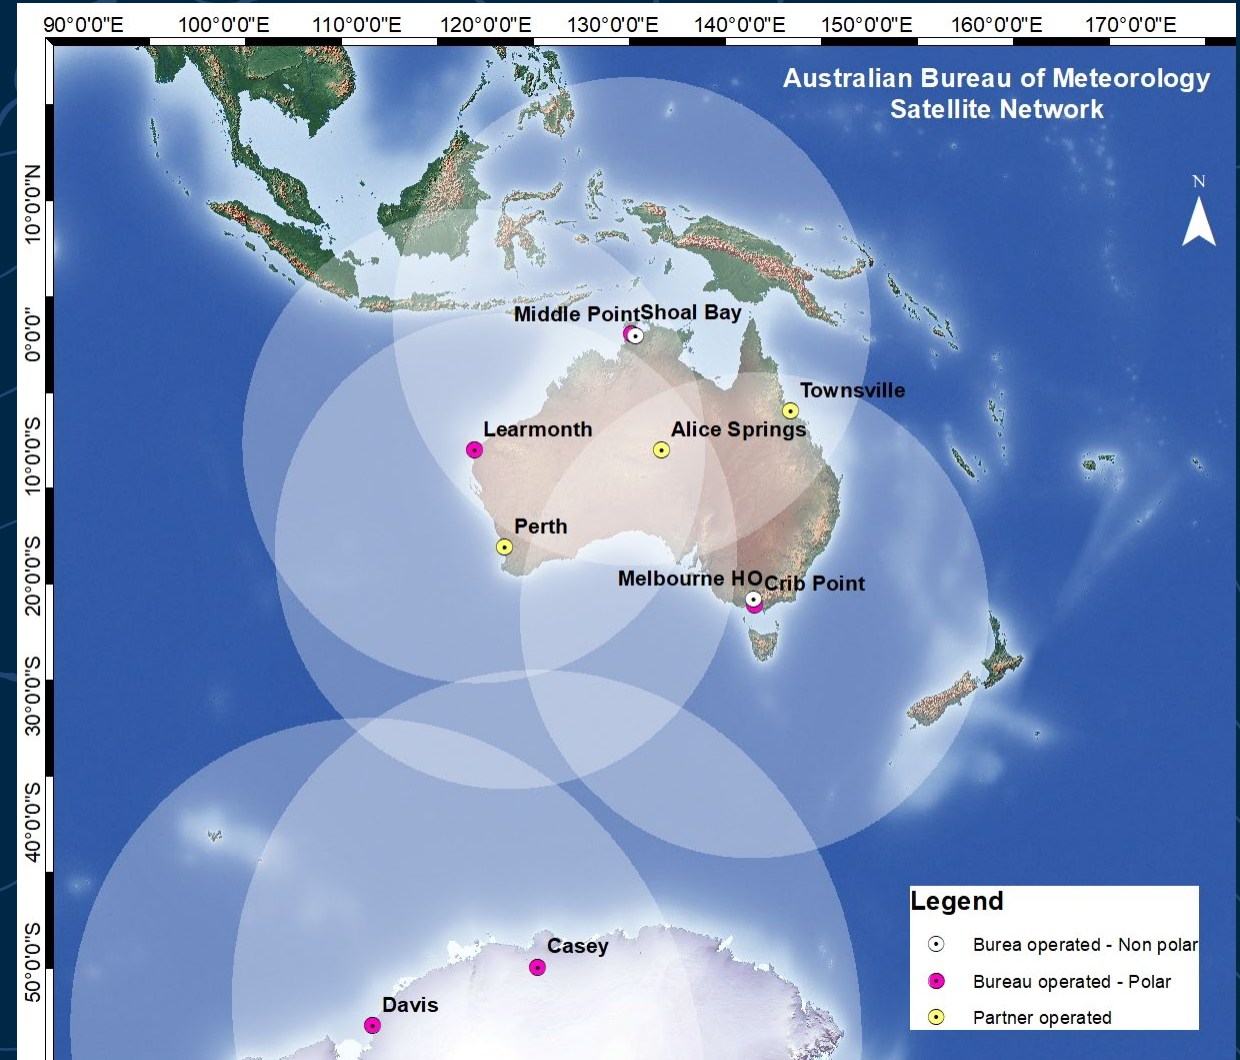 90°0'0"E 100°0'0"E 110°0'0"E 120°0'0"E 130°0'0"E 140°0'0"E 150°0'0"E 160°0'0"E 170°0'0"E
Australian Bureau of Meteorology
Satellite Network
N
10°0'0"N
0°0'0"
10°0'0"S
20°0'0"S
30°0'0"S
40°0'0"S
50°0'0"S
Middle Point
Shoal Bay
Townsville
Learmonth
Alice Springs
Perth
Melbourne HO
Crib Point
Casey
Davis
Legend
Burea operated - Non polar
Bureau operated - Polar
Partner operated